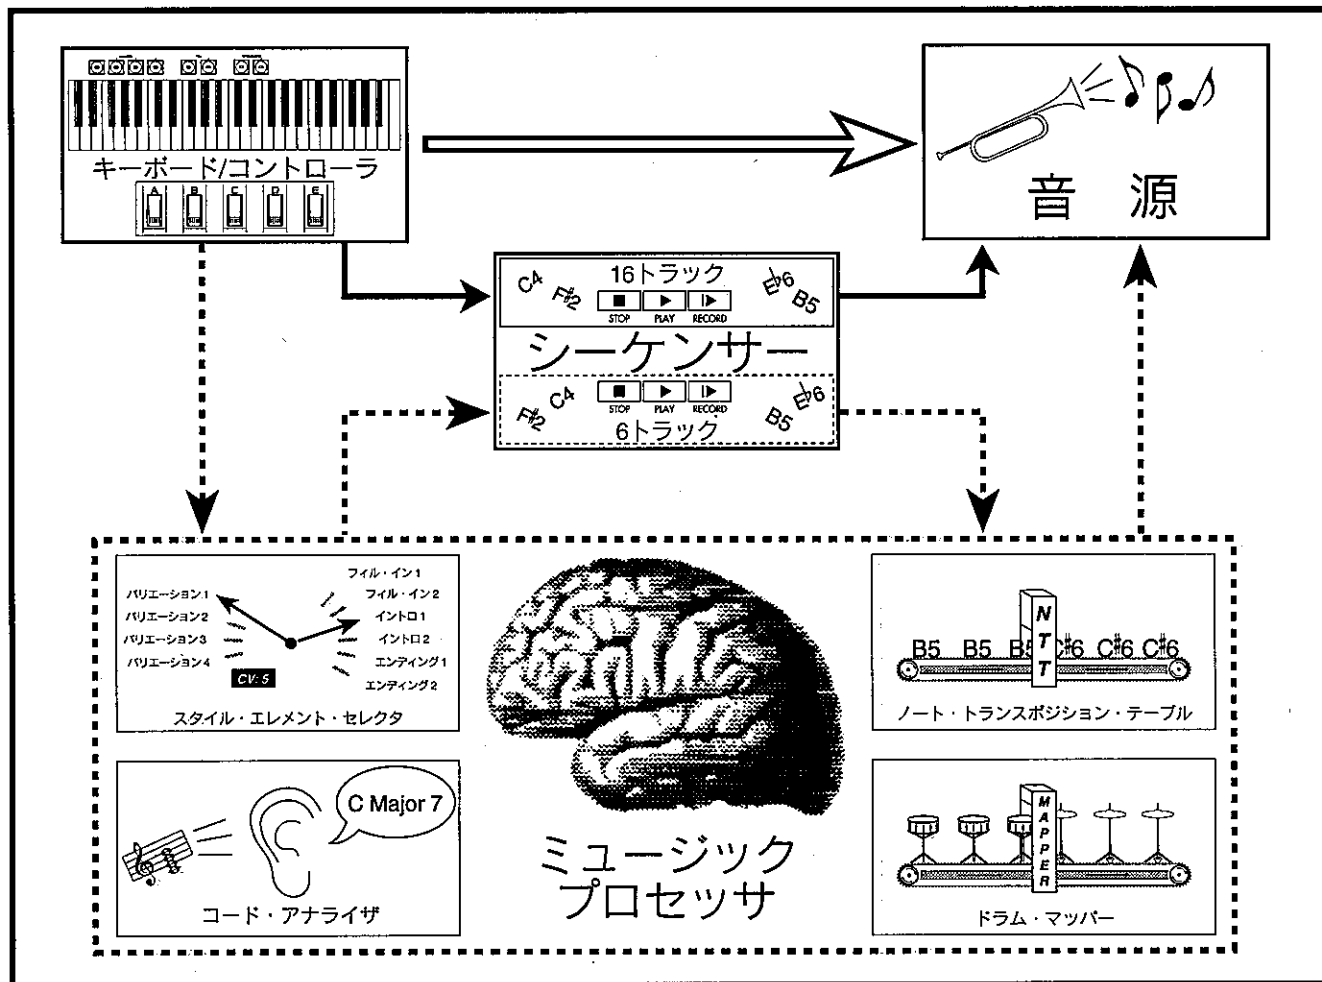 キーボード/コントローラ
A B C D E
音 源
16トラック
C4 F#2 E♭6 B5
STOP PLAY RECORD
シーケンサー
F#2 C4 B5 E♭6
STOP PLAY RECORD
6トラック
フィル・イン1
フィル・イン2
イントロ1
イントロ2
エンディング1
エンディング2
バリエーション1
バリエーション2
バリエーション3
バリエーション4
CV: 5
スタイル・エレメント・セレクタ
C Major 7
コード・アナライザ
ミュージック
プロセッサ
NTT
B5 B5 B5 C#6 C#6 C#6
ノート・トランスポジション・テーブル
MAPPER
ドラム・マッパー